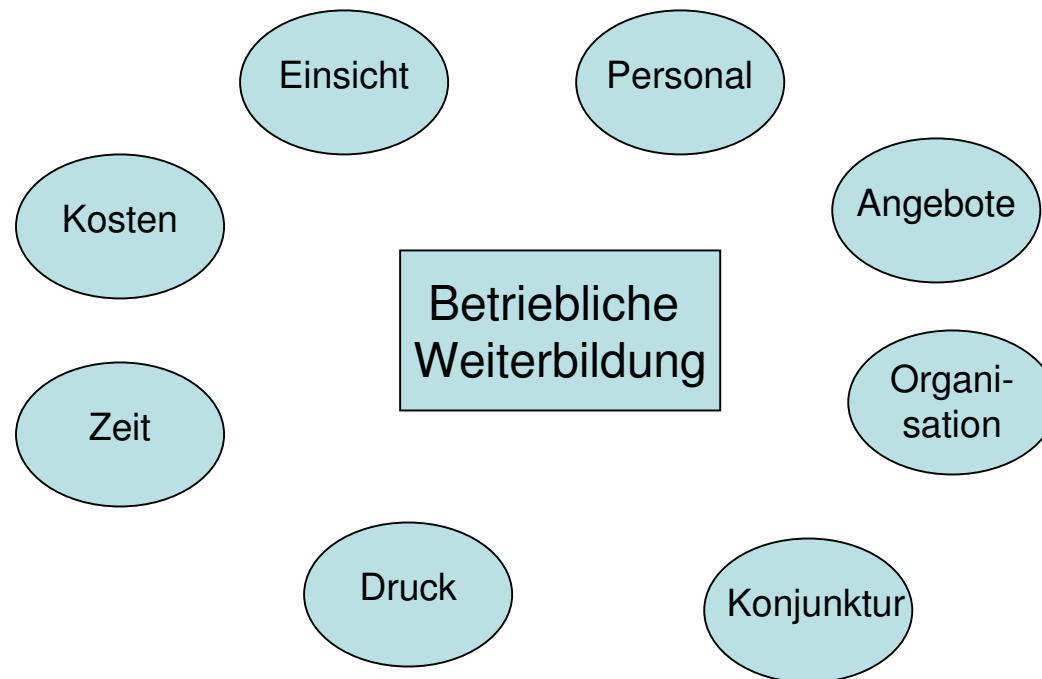 Einsicht
Personal
Kosten
Angebote
Betriebliche
Weiterbildung
Organi-
sation
Zeit
Druck
Konjunktur